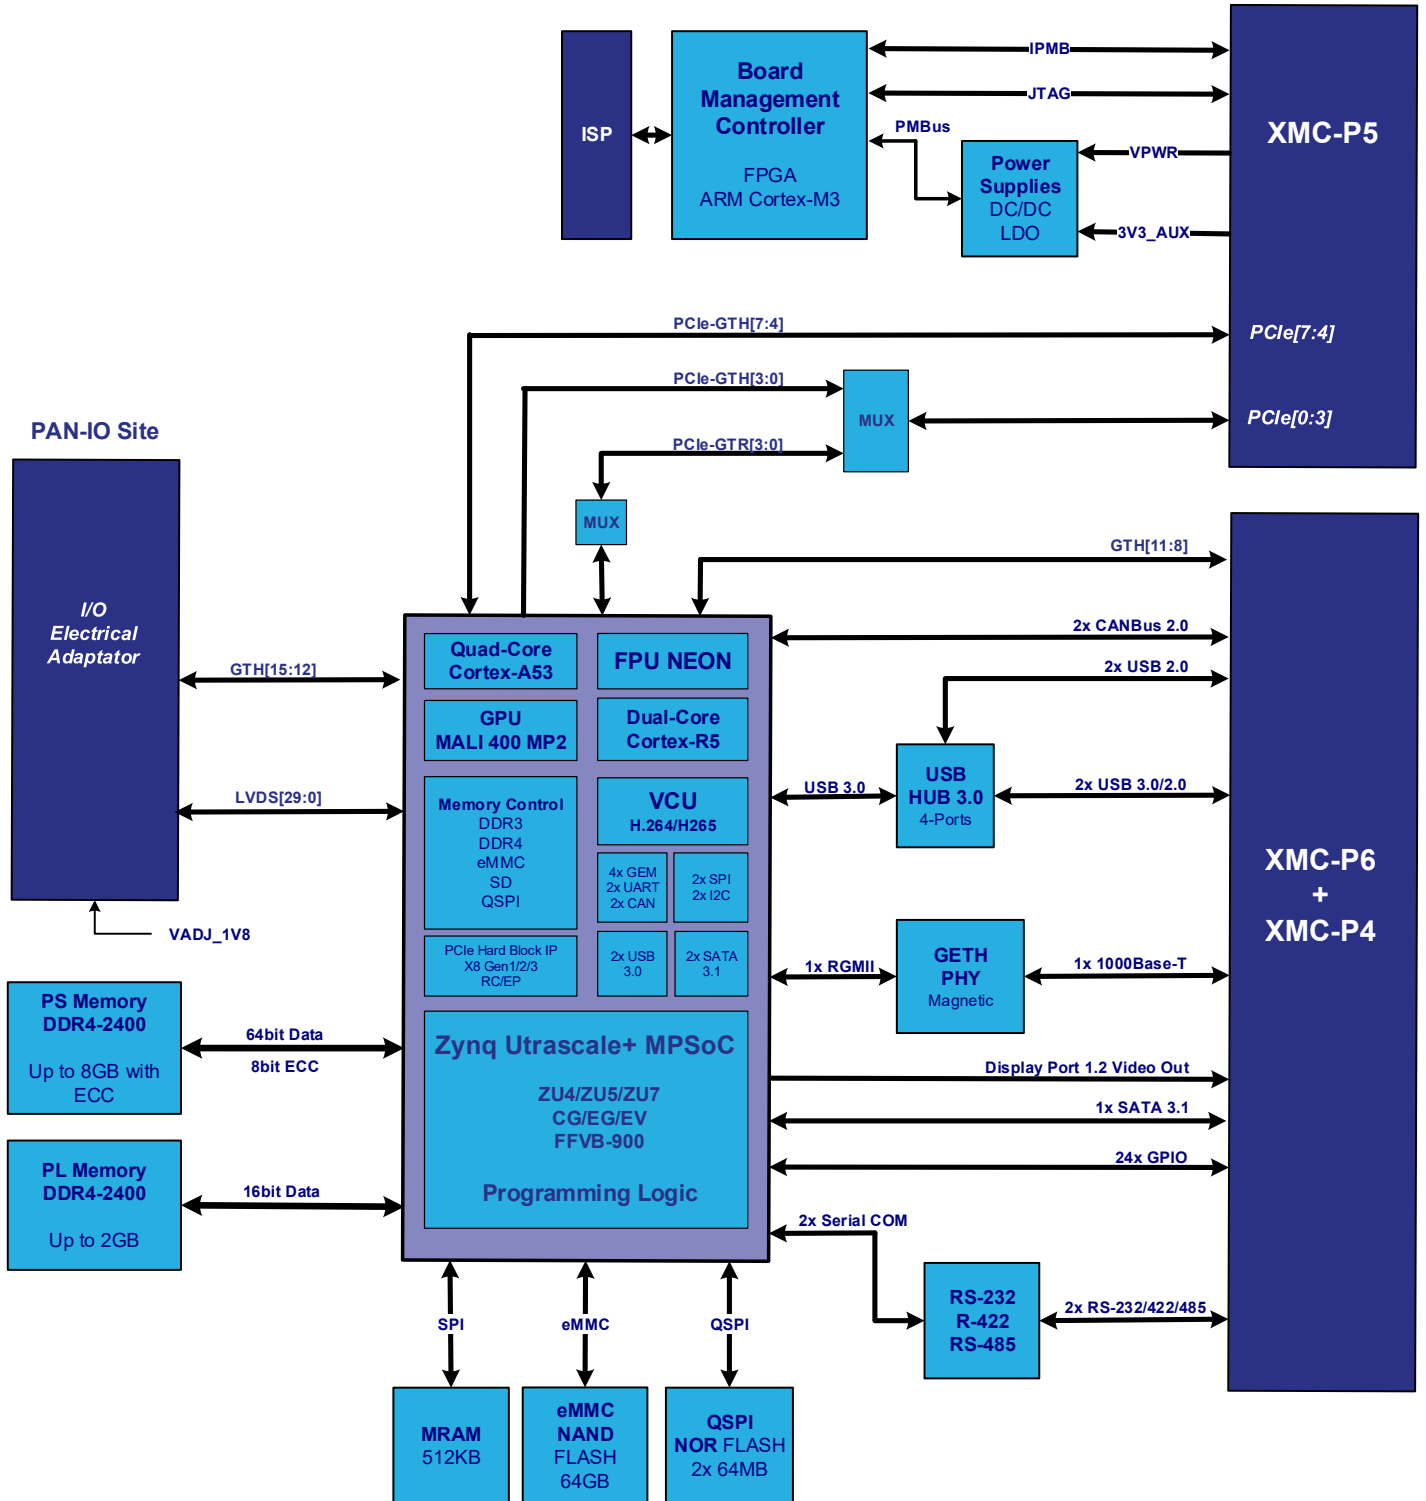 ISP
Board
Management
Controller
FPGA
ARM Cortex-M3
IPMB
JTAG
PMBus
Power
Supplies
DC/DC
LDO
VPWR
3V3_AUX
XMC-P5
PCIe[7:4]
PCIe[0:3]
PCIe-GTH[7:4]
PCIe-GTH[3:0]
PCIe-GTR[3:0]
MUX
MUX
PAN-IO Site
I/O
Electrical
Adaptator
GTH[15:12]
LVDS[29:0]
VADJ_1V8
GTH[11:8]
2x CANBus 2.0
2x USB 2.0
Quad-Core
Cortex-A53
FPU NEON
GPU
MALI 400 MP2
Dual-Core
Cortex-R5
Memory Control
DDR3
DDR4
eMMC
SD
QSPI
VCU
H.264/H265
4x GEM
2x UART
2x CAN
2x SPI
2x I2C
PCIe Hard Block IP
X8 Gen1/2/3
RC/EP
2x USB
3.0
2x SATA
3.1
USB 3.0
USB
HUB 3.0
4-Ports
2x USB 3.0/2.0
XMC-P6
+
XMC-P4
1x RGMII
GETH
PHY
Magnetic
1x 1000Base-T
PS Memory
DDR4-2400
Up to 8GB with
ECC
64bit Data
8bit ECC
Zynq Utrascale+ MPSoC
ZU4/ZU5/ZU7
CG/EG/EV
FFVB-900
Programming Logic
Display Port 1.2 Video Out
1x SATA 3.1
24x GPIO
PL Memory
DDR4-2400
Up to 2GB
16bit Data
2x Serial COM
RS-232
R-422
RS-485
2x RS-232/422/485
SPI
eMMC
QSPI
MRAM
512KB
eMMC
NAND
FLASH
64GB
QSPI
NOR FLASH
2x 64MB